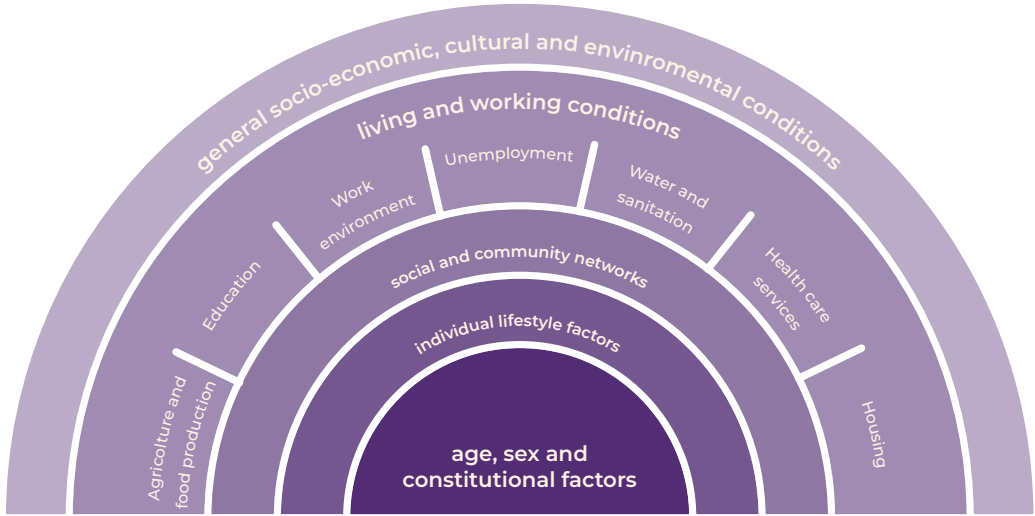 general socio-economic, cultural and envinromental conditions
living and working conditions
Agricolture and
food production
Education
Work
environment
Unemployment
Water and
sanitation
Health care
services
Housing
social and community networks
individual lifestyle factors
age, sex and
constitutional factors